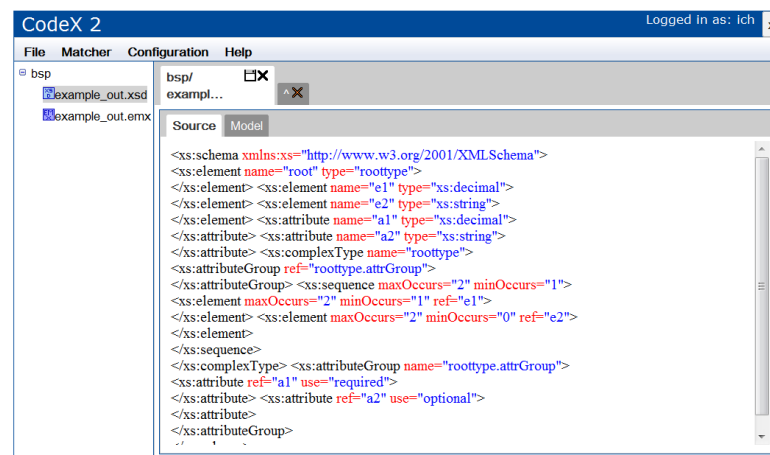 CodeX 2
Logged in as: ich
File Matcher Configuration Help
bsp
example_out.xsd
example_out.emx
bsp/
exampl...
Source Model
<xs:schema xmlns:xs="http://www.w3.org/2001/XMLSchema">
<xs:element name="root" type="roottype">
</xs:element> <xs:element name="e1" type="xs:decimal">
</xs:element> <xs:element name="e2" type="xs:string">
</xs:element> <xs:attribute name="a1" type="xs:decimal">
</xs:attribute> <xs:attribute name="a2" type="xs:string">
</xs:attribute> <xs:complexType name="roottype">
<xs:attributeGroup ref="roottype.attrGroup">
</xs:attributeGroup> <xs:sequence maxOccurs="2" minOccurs="1">
<xs:element maxOccurs="2" minOccurs="1" ref="e1">
</xs:element> <xs:element maxOccurs="2" minOccurs="0" ref="e2">
</xs:element>
</xs:sequence>
</xs:complexType> <xs:attributeGroup name="roottype.attrGroup">
<xs:attribute ref="a1" use="required">
</xs:attribute> <xs:attribute ref="a2" use="optional">
</xs:attribute>
</xs:attributeGroup>